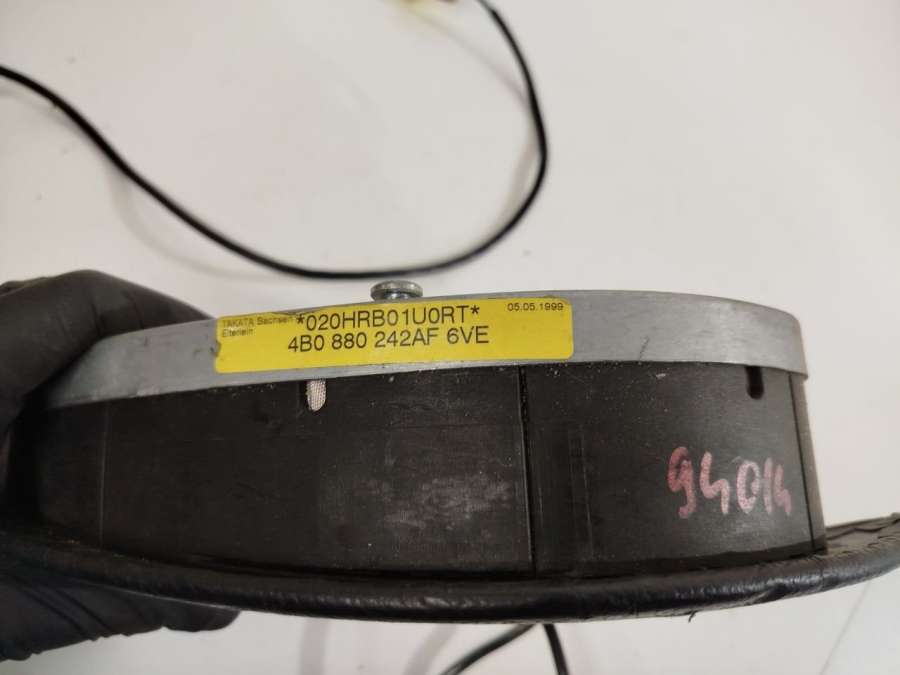 TAKATA Sachsen *020HRB01U0RT* 05.05.1999
Elterlein
4B0 880 242AF 6VE
94014